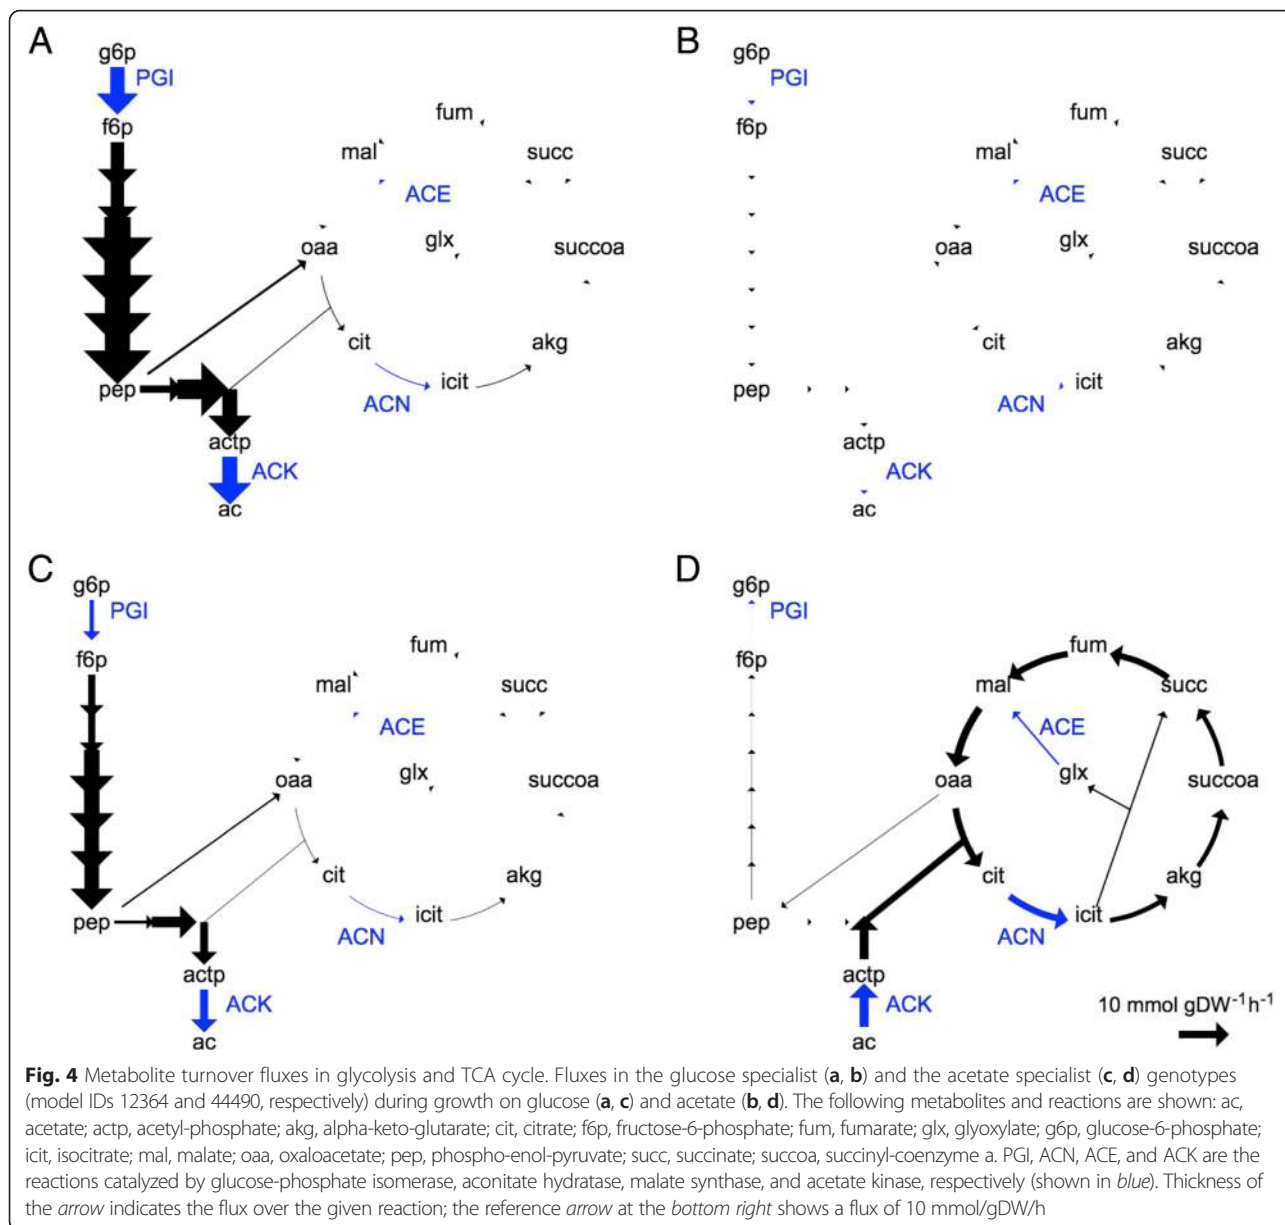 A
g6p
PGI
f6p
fum
mal
succ
ACE
oaa
glx
succoa
cit
akg
icit
pep
ACN
actp
ACK
ac
B
g6p
PGI
f6p
fum
mal
succ
ACE
oaa
glx
succoa
cit
akg
icit
pep
ACN
actp
ACK
ac
C
g6p
PGI
f6p
fum
mal
succ
ACE
oaa
glx
succoa
cit
akg
icit
pep
ACN
actp
ACK
ac
D
g6p
PGI
f6p
fum
mal
succ
ACE
oaa
glx
succoa
cit
akg
icit
pep
ACN
actp
ACK
ac
10 mmol gDW⁻¹h⁻¹
Fig. 4 Metabolite turnover fluxes in glycolysis and TCA cycle. Fluxes in the glucose specialist (a, b) and the acetate specialist (c, d) genotypes
(model IDs 12364 and 44490, respectively) during growth on glucose (a, c) and acetate (b, d). The following metabolites and reactions are shown: ac,
acetate; actp, acetyl-phosphate; akg, alpha-keto-glutarate; cit, citrate; f6p, fructose-6-phosphate; fum, fumarate; glx, glyoxylate; g6p, glucose-6-phosphate;
icit, isocitrate; mal, malate; oaa, oxaloacetate; pep, phospho-enol-pyruvate; succ, succinate; succoa, succinyl-coenzyme a. PGI, ACN, ACE, and ACK are the
reactions catalyzed by glucose-phosphate isomerase, aconitate hydratase, malate synthase, and acetate kinase, respectively (shown in blue). Thickness of
the arrow indicates the flux over the given reaction; the reference arrow at the bottom right shows a flux of 10 mmol/gDW/h